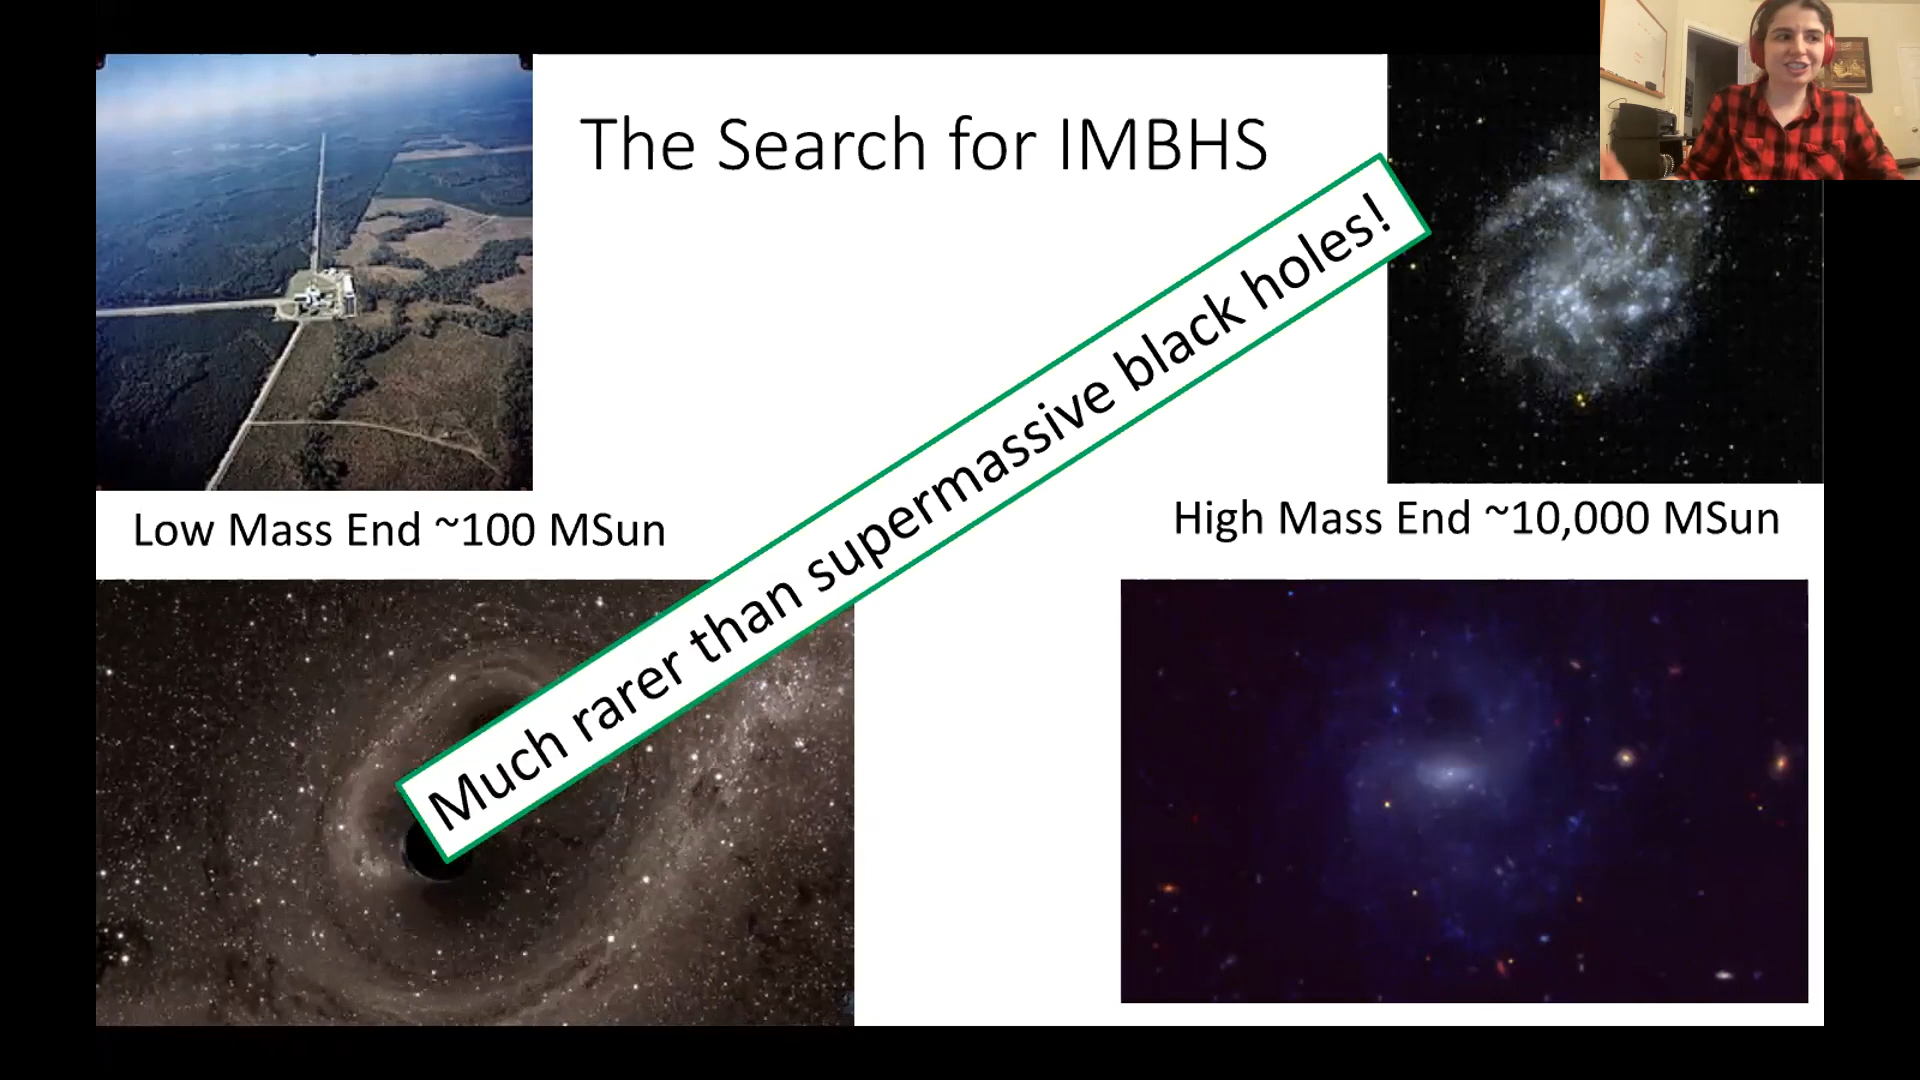 The Search for IMBHS
Much rarer than supermassive black holes!
Low Mass End ~100 MSun
High Mass End ~10,000 MSun